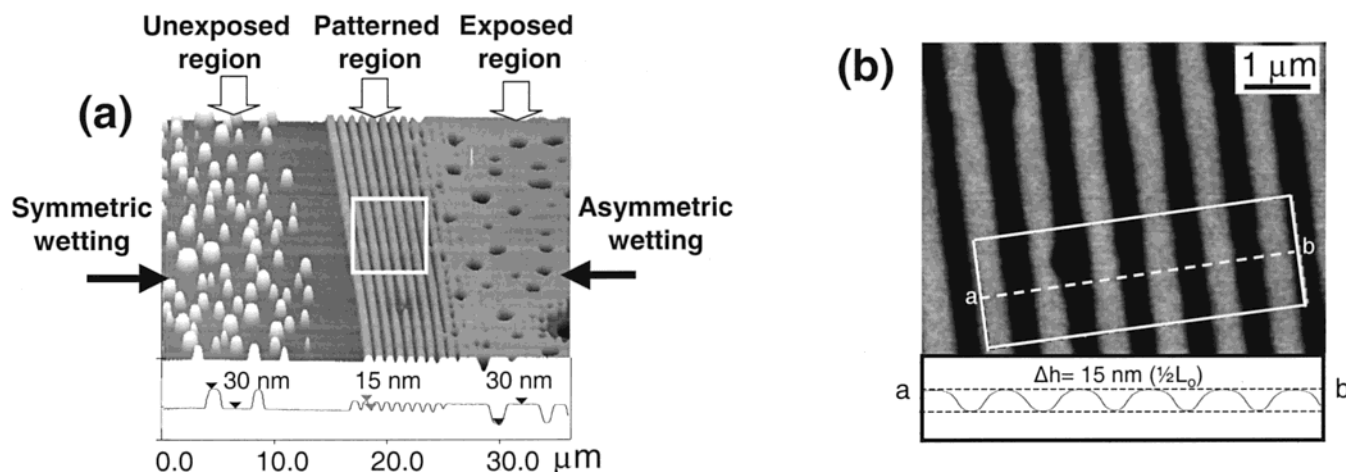 Unexposed region
Patterned region
Exposed region
(a)
Symmetric wetting
Asymmetric wetting
30 nm
15 nm
30 nm
0.0
10.0
20.0
30.0
μm
(b)
1 μm
a
b
Δh= 15 nm (½Lo)
a
b